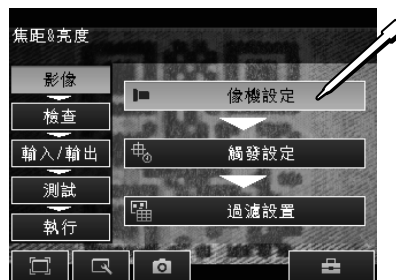 焦距&亮度
影像
檢查
輸入/輸出
測試
執行
像機設定
觸發設定
過濾設置